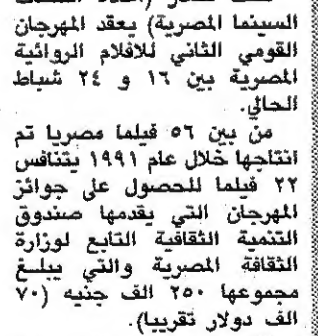 السينما المصرية) يعقد المهرجان
القومي الثاني للافلام الروائية
المصرية بين ١٦ و ٢٤ شباط
الحالي.
من بين ٥٦ فيلما مصريا تم
انتاجها خلال عام ١٩٩١ يتنافس
٢٢ فيلما للحصول على جوائز
المهرجان التي يقدمها صندوق
التنمية الثقافية التابع لوزارة
الثقافة المصرية والتي يبلغ
مجموعها ٢٥٠ الف جنيه (٧٠
الف دولار تقريبا).